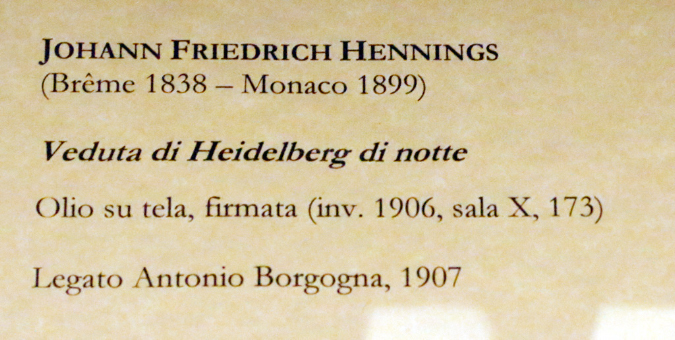 JOHANN FRIEDRICH HENNINGS
(Brême 1838 – Monaco 1899)
Veduta di Heidelberg di notte
Olio su tela, firmata (inv. 1906, sala X, 173)
Legato Antonio Borgogna, 1907